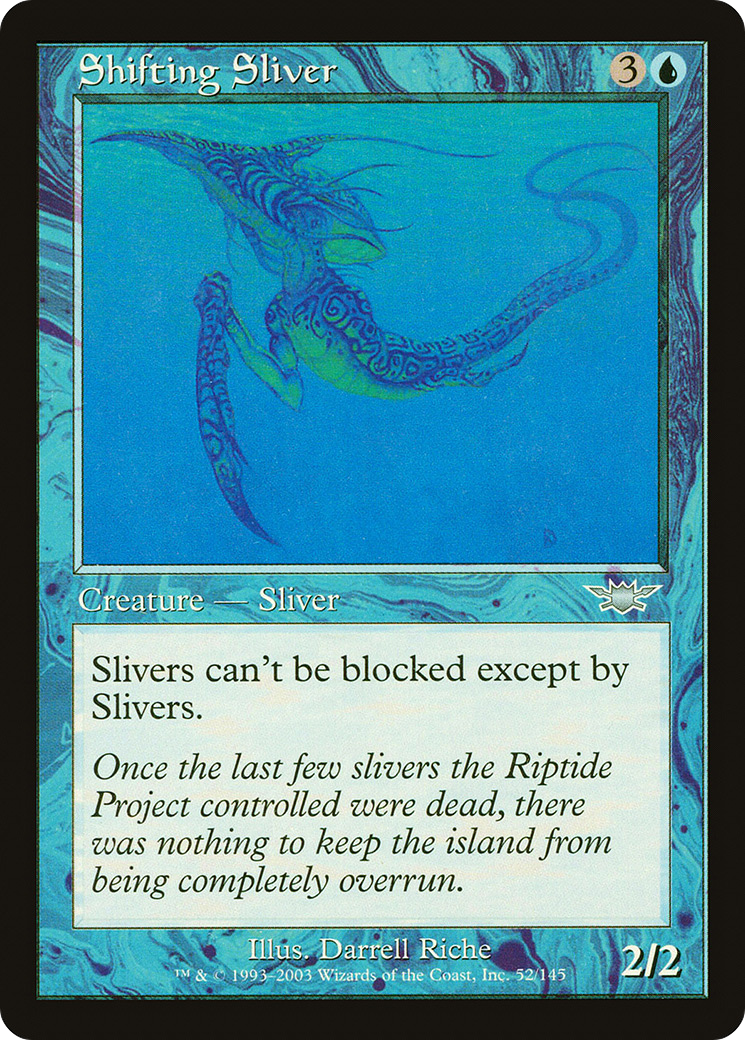 Shifting Sliver 3
Creature — Sliver
Slivers can't be blocked except by
Slivers.
Once the last few slivers the Riptide
Project controlled were dead, there
was nothing to keep the island from
being completely overrun.
Illus. Darrell Riche
™ & © 1993–2003 Wizards of the Coast, Inc. 52/145
2/2